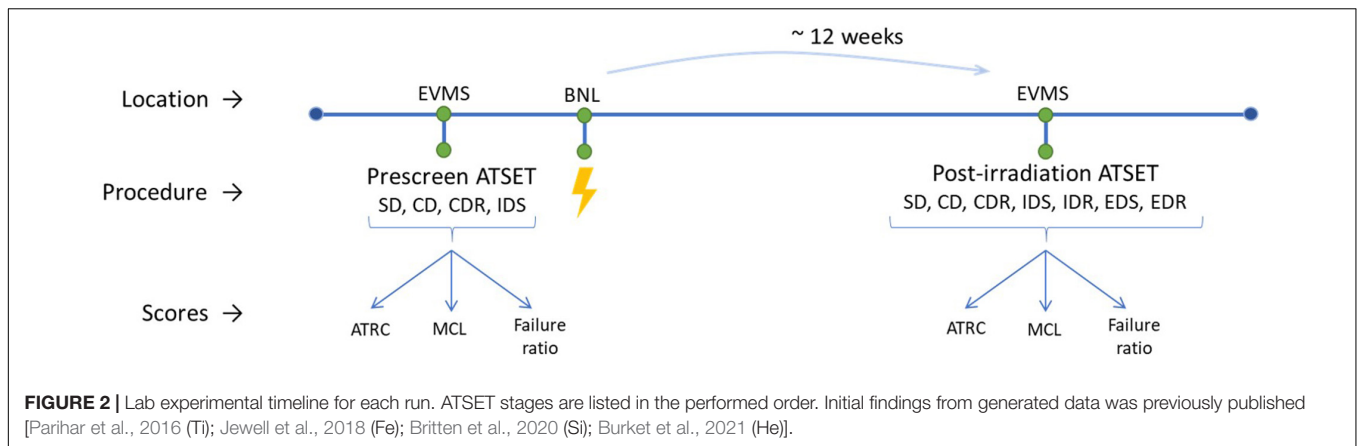 ~ 12 weeks
Location →
EVMS
BNL
EVMS
Procedure →
Prescreen ATSET
SD, CD, CDR, IDS
Post-irradiation ATSET
SD, CD, CDR, IDS, IDR, EDS, EDR
Scores →
ATRC
MCL
Failure
ratio
ATRC
MCL
Failure
ratio
FIGURE 2 | Lab experimental timeline for each run. ATSET stages are listed in the performed order. Initial findings from generated data was previously published
[Parihar et al., 2016 (Ti); Jewell et al., 2018 (Fe); Britten et al., 2020 (Si); Burket et al., 2021 (He)].